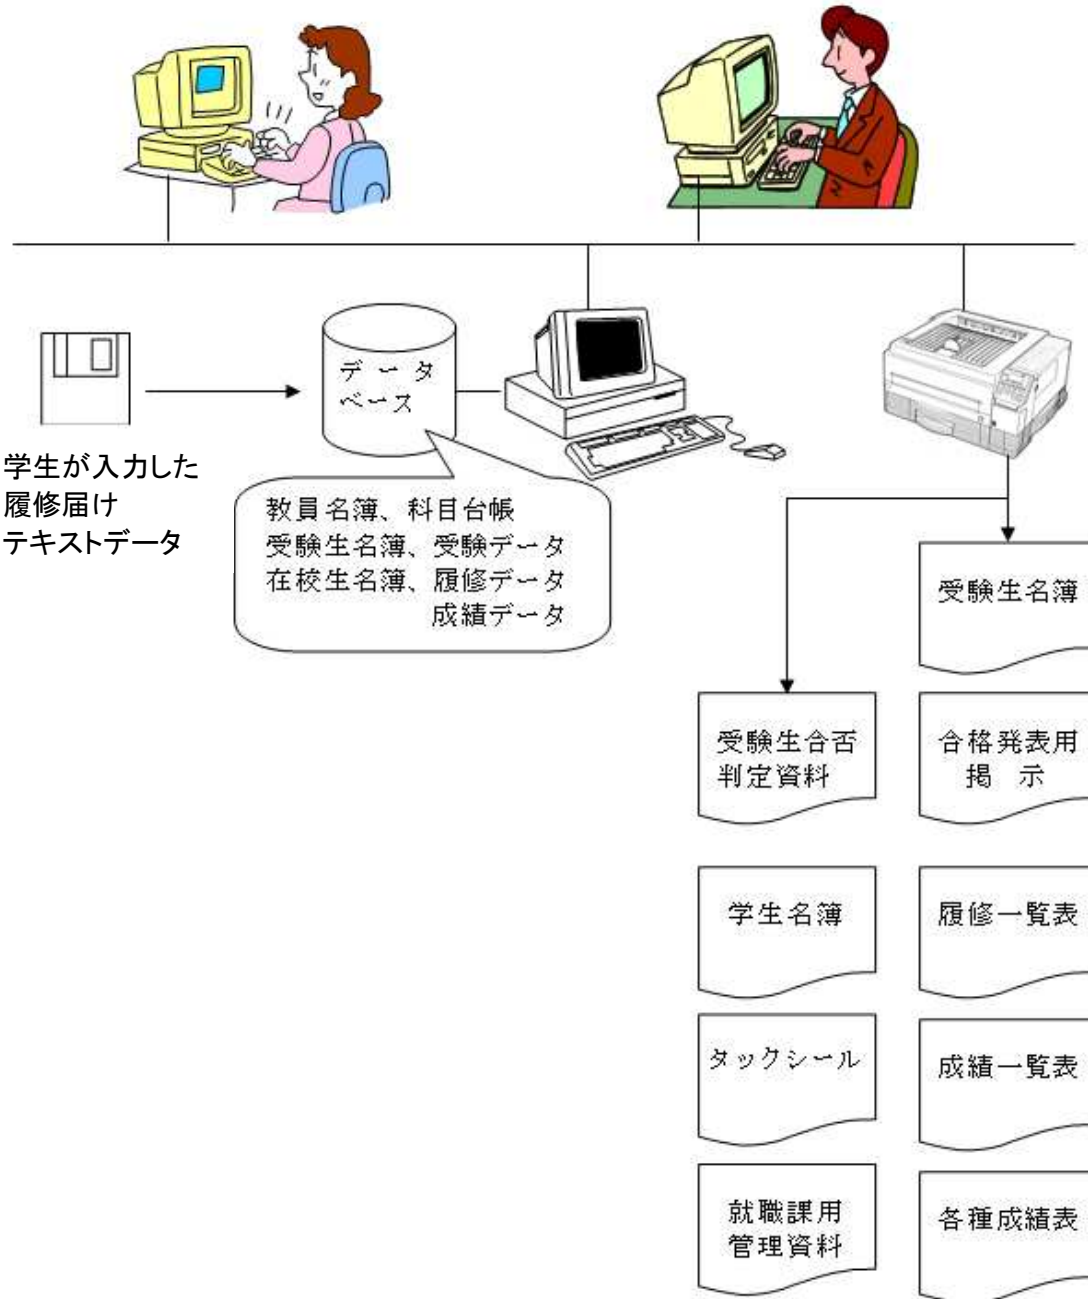 データ
ベース
学生が入力した
履修届け
テキストデータ
教員名簿、科目台帳
受験生名簿、受験データ
在校生名簿、履修データ
成績データ
受験生名簿
受験生合否
判定資料
合格発表用
掲 示
学生名簿
履修一覧表
タックシール
成績一覧表
就職課用
管理資料
各種成績表